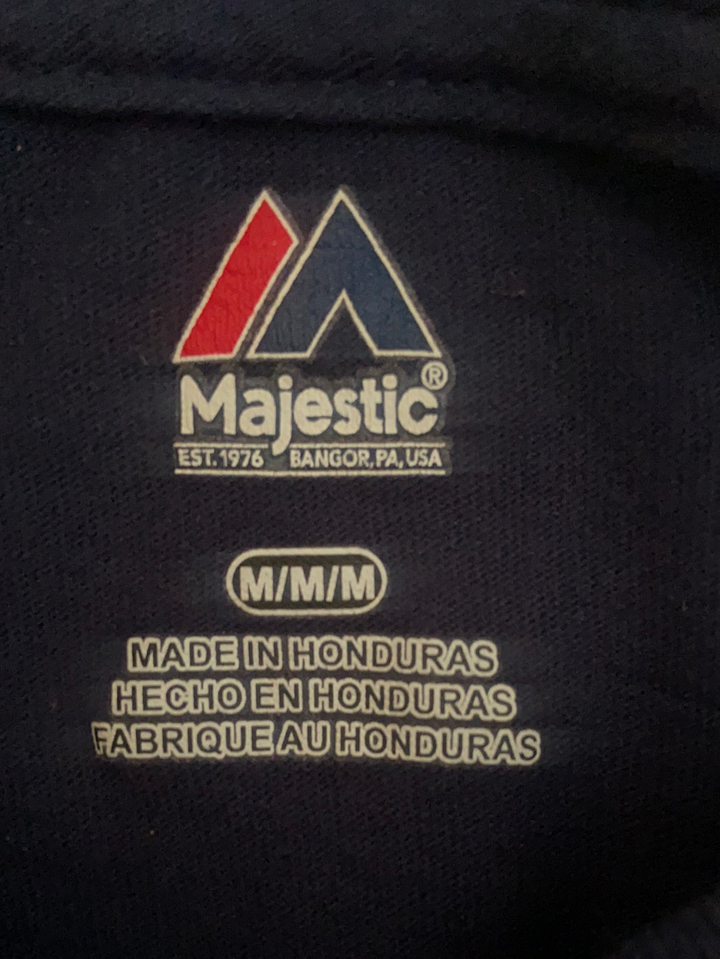 Majestic®
EST. 1976 BANGOR, PA, USA
M/M/M
MADE IN HONDURAS
HECHO EN HONDURAS
FABRIQUE AU HONDURAS